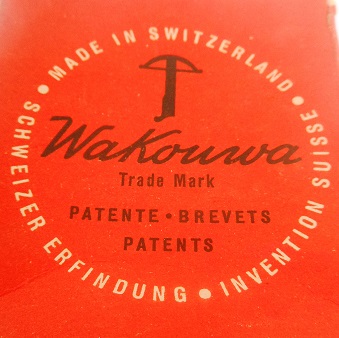 MADE IN SWITZERLAND
Wakouwa
Trade Mark
PATENTE • BREVETS
PATENTS
SCHWEIZER ERFINDUNG • INVENTION SUISSE